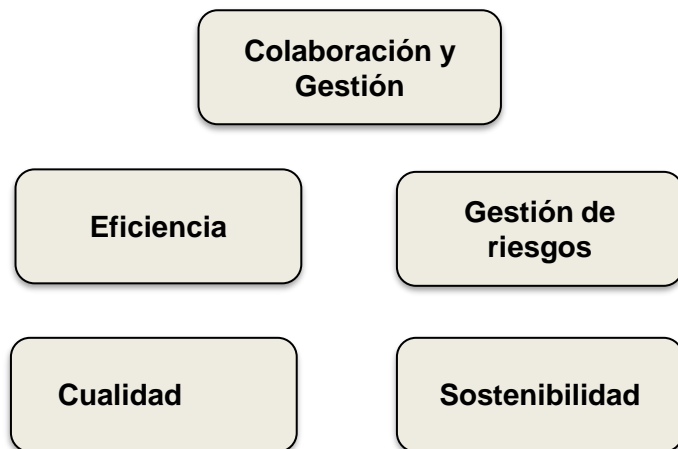 Colaboración y
Gestión
Eficiencia
Gestión de
riesgos
Cualidad
Sostenibilidad